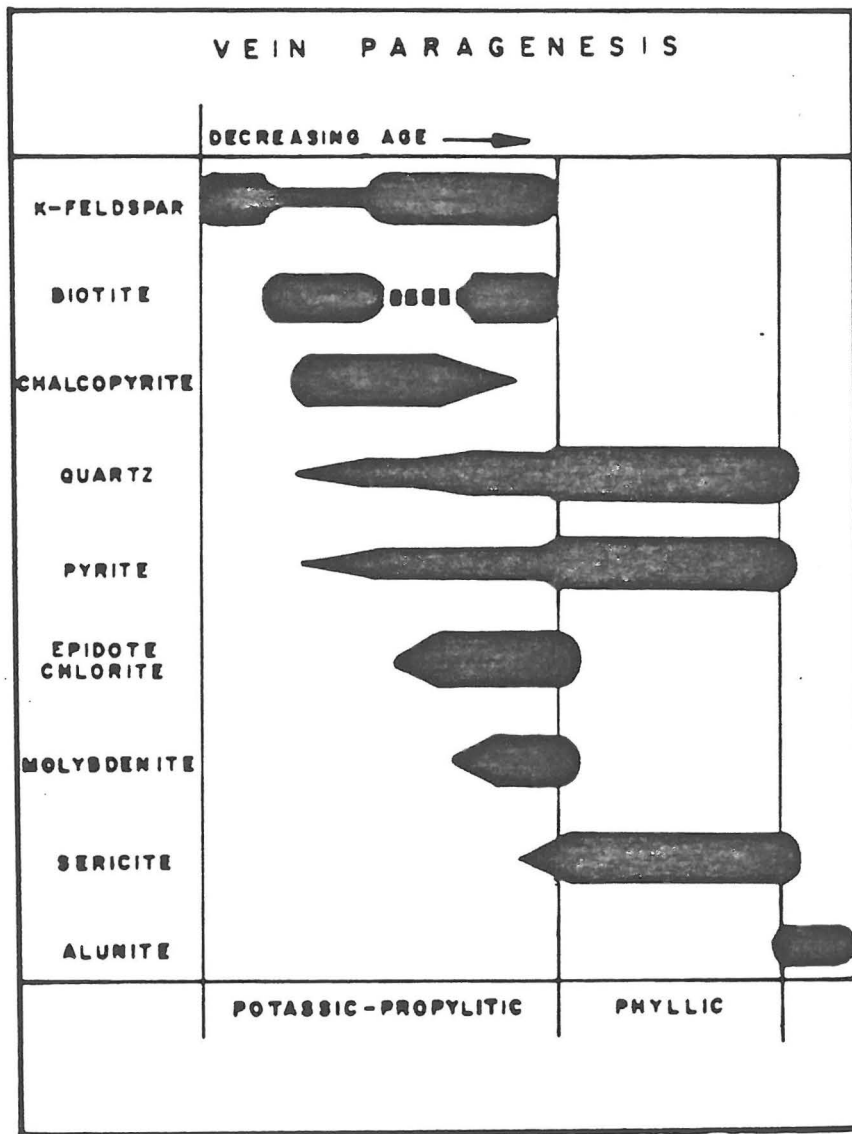 VEIN PARAGENESIS
DECREASING AGE
K-FELDSPAR
BIOTITE
CHALCOPYRITE
QUARTZ
PYRITE
EPIDOTE
CHLORITE
MOLYBDENITE
SERICITE
ALUNITE
POTASSIC-PROPYLITIC
PHYLLIC